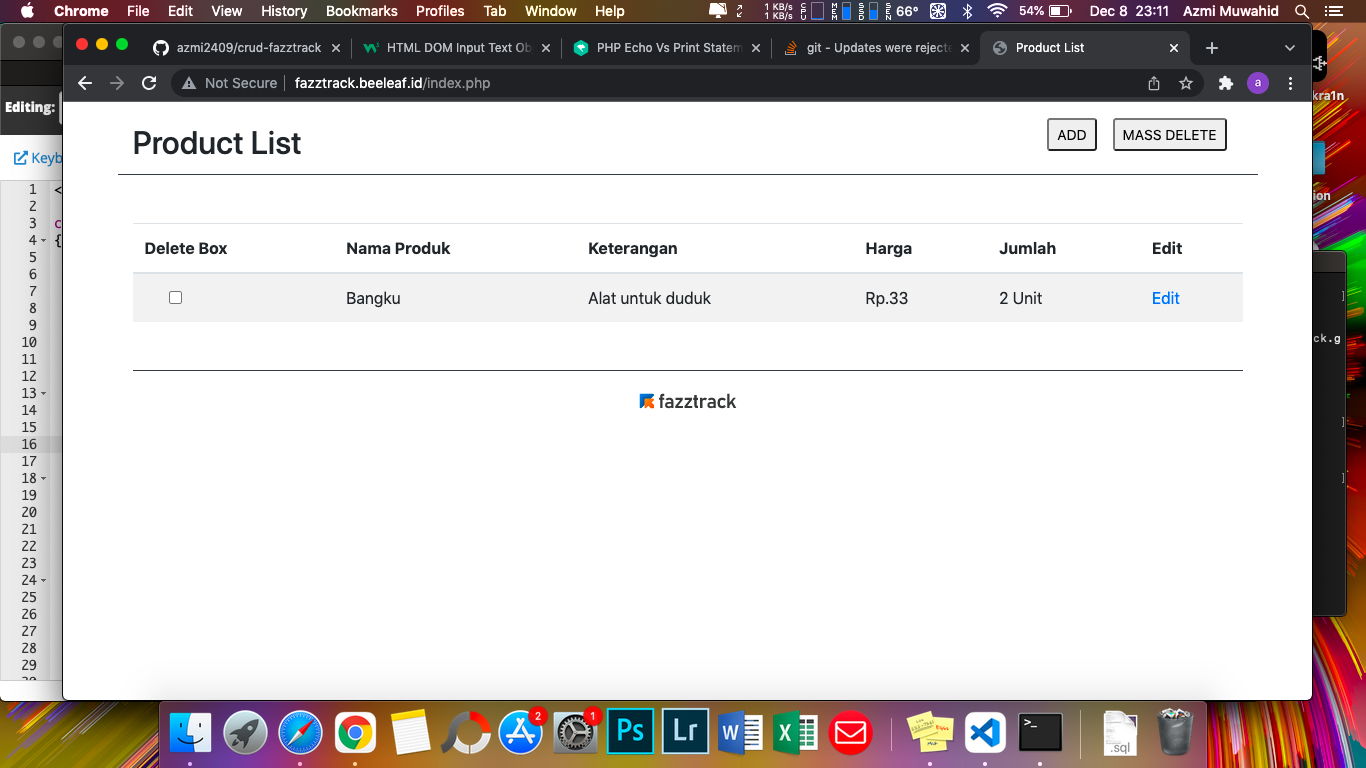 Chrome File Edit View History Bookmarks Profiles Tab Window Help 1 KB/s 1 KB/s 66° 54% Dec 8 23:11 Azmi Muwahid
azmi2409/crud-fazztrack HTML DOM Input Text Ob PHP Echo Vs Print Statem git - Updates were rejecte Product List
Not Secure fazztrack.beeleaf.id/index.php a
kra1n
Editing:
Product List ADD MASS DELETE
Keyb
ion
1 <
2
3 c
4 {
5
6
7
8
9
10
11
12
13
14
15
16
17
18
19
20
21
22
23
24
25
26
27
28
29
Delete Box Nama Produk Keterangan Harga Jumlah Edit
Bangku Alat untuk duduk Rp.33 2 Unit Edit
]
ck.g
]
]
fazztrack
2 1 Ps Lr W X >_ .sql